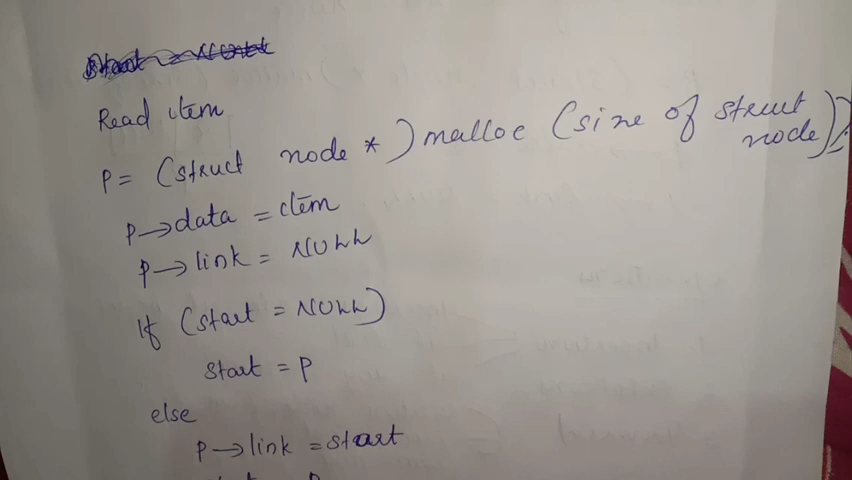 Read item
P = (struct node *) malloc (size of struct node));
P→data = item
P→link = NULL
If (start = NULL)
start = P
else
P→link = start